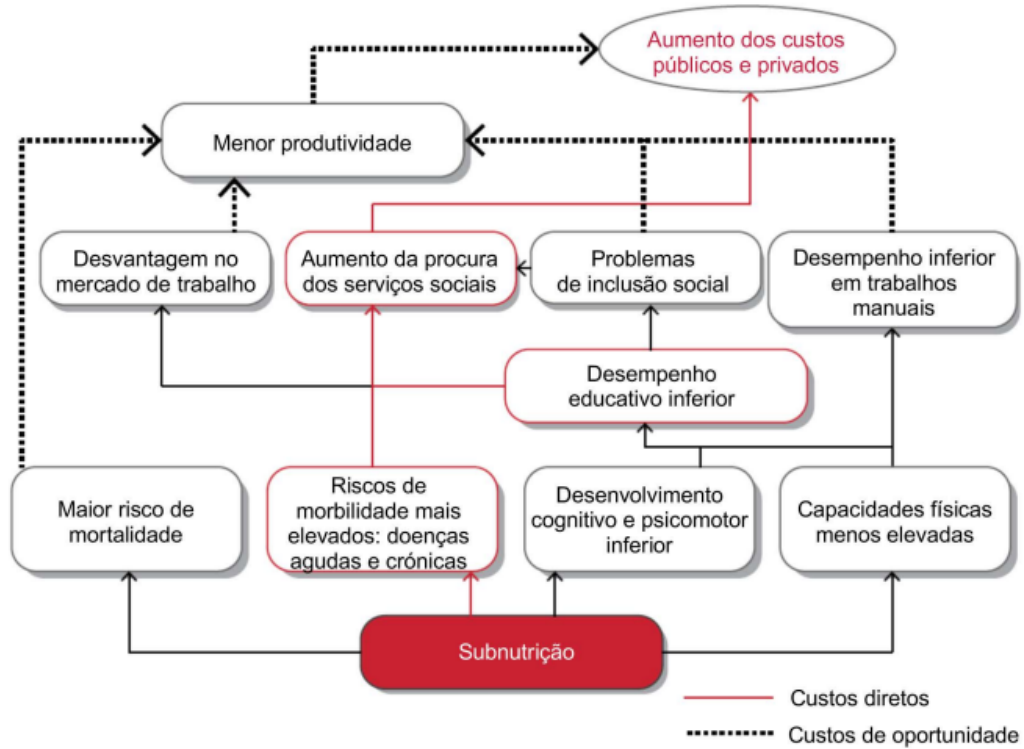 Aumento dos custos
públicos e privados
Menor produtividade
Desvantagem no
mercado de trabalho
Aumento da procura
dos serviços sociais
Problemas
de inclusão social
Desempenho inferior
em trabalhos
manuais
Desempenho
educativo inferior
Maior risco de
mortalidade
Riscos de
morbilidade mais
elevados: doenças
agudas e crónicas
Desenvolvimento
cognitivo e psicomotor
inferior
Capacidades físicas
menos elevadas
Subnutrição
Custos diretos
Custos de oportunidade